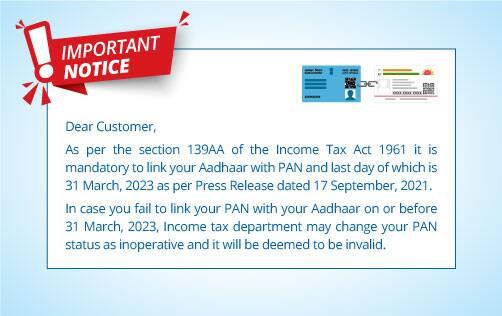 IMPORTANT
NOTICE
Dear Customer,
As per the section 139AA of the Income Tax Act 1961 it is
mandatory to link your Aadhaar with PAN and last day of which is
31 March, 2023 as per Press Release dated 17 September, 2021.
In case you fail to link your PAN with your Aadhaar on or before
31 March, 2023, Income tax department may change your PAN
status as inoperative and it will be deemed to be invalid.